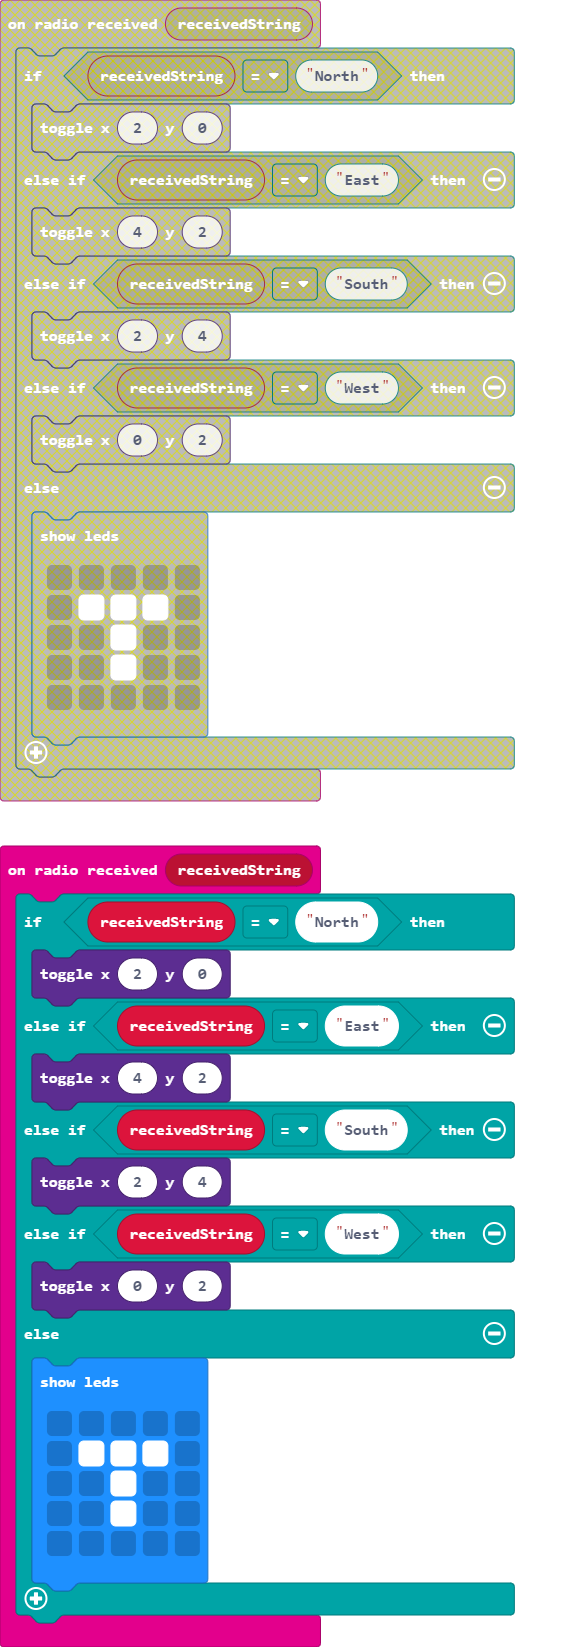 on radio received receivedString
if receivedString = "North" then
toggle x 2 y 0
else if receivedString = "East" then
toggle x 4 y 2
else if receivedString = "South" then
toggle x 2 y 4
else if receivedString = "West" then
toggle x 0 y 2
else
show leds
on radio received receivedString
if receivedString = "North" then
toggle x 2 y 0
else if receivedString = "East" then
toggle x 4 y 2
else if receivedString = "South" then
toggle x 2 y 4
else if receivedString = "West" then
toggle x 0 y 2
else
show leds